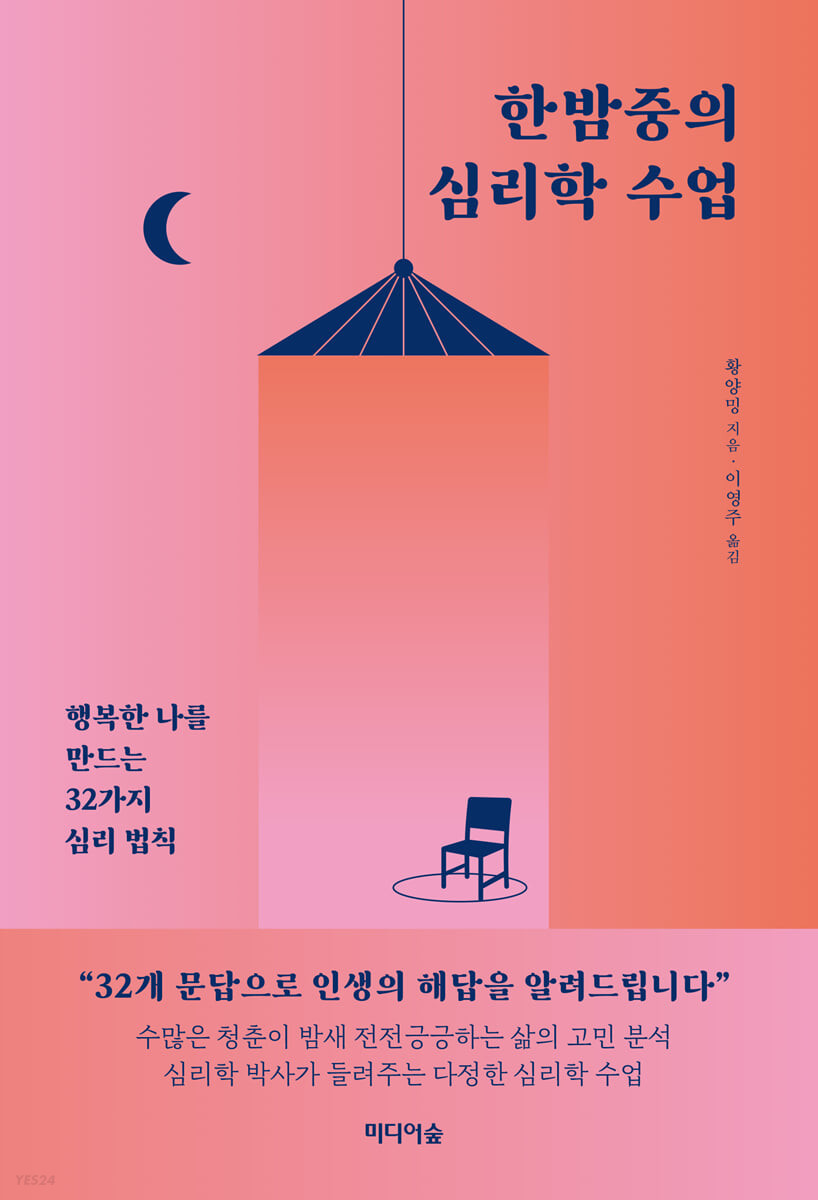 한밤중의
심리학 수업
황양밍 지음 · 이영주 옮김
행복한 나를
만드는
32가지
심리 법칙
“32개 문답으로 인생의 해답을 알려드립니다”
수많은 청춘이 밤새 전전긍긍하는 삶의 고민 분석
심리학 박사가 들려주는 다정한 심리학 수업
미디어숲
YES24